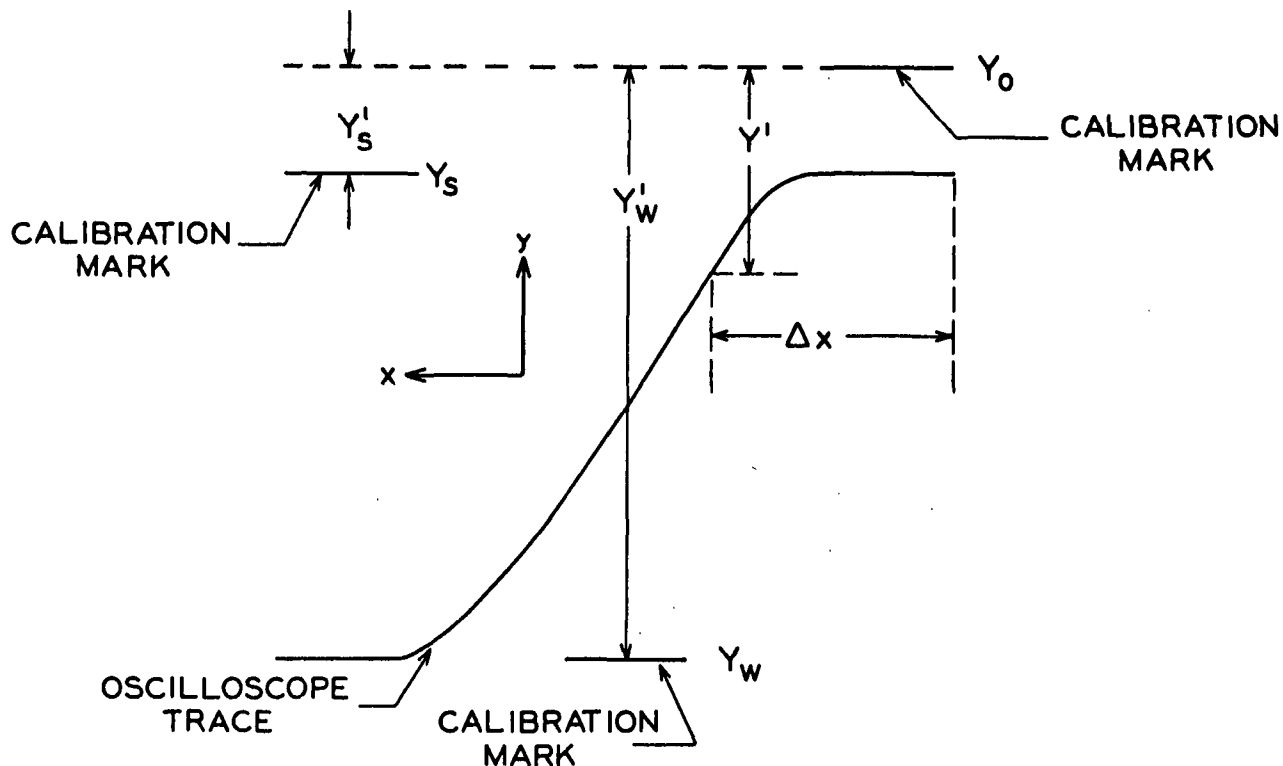 Y₀
CALIBRATION
MARK
Y'ₛ
Y'
Yₛ
Y'w
CALIBRATION
MARK
y
Δx
x
Yw
OSCILLOSCOPE
TRACE
CALIBRATION
MARK